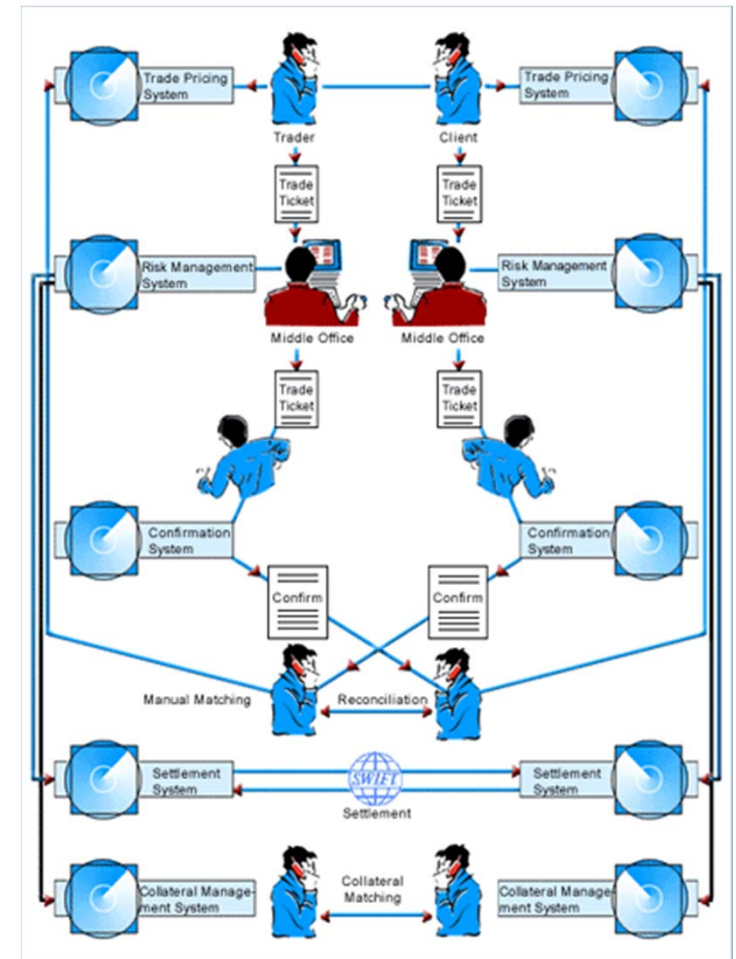 Trade Pricing
System
Trade Pricing
System
Trader
Client
Trade
Ticket
Trade
Ticket
Risk Management
System
Risk Management
System
Middle Office
Middle Office
Trade
Ticket
Trade
Ticket
Confirmation
System
Confirmation
System
Confirm
Confirm
Manual Matching
Reconciliation
Settlement
System
SWIFT
Settlement
System
Settlement
Collateral
Matching
Collateral Manage-
ment System
Collateral Manage-
ment System